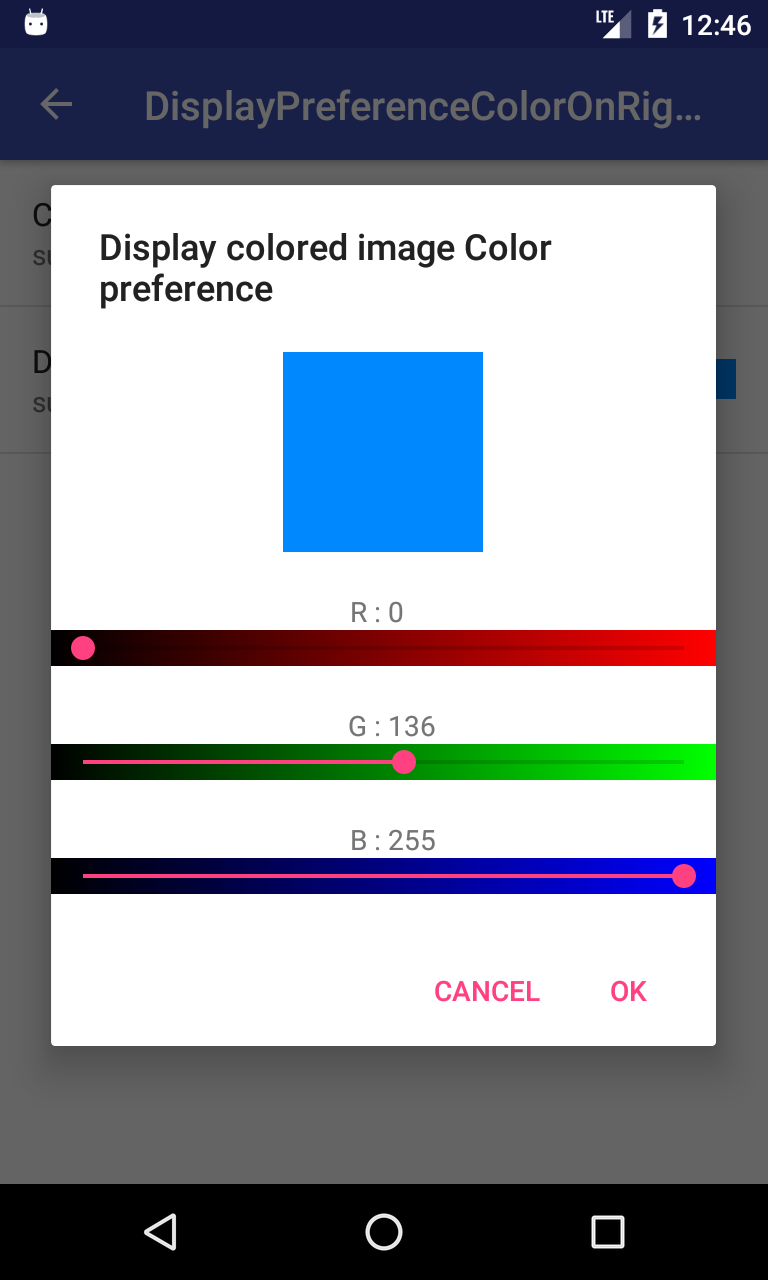 LTE 12:46
DisplayPreferenceColorOnRig…
C
su
Display colored image Color
preference
D
su
R : 0
G : 136
B : 255
CANCEL OK